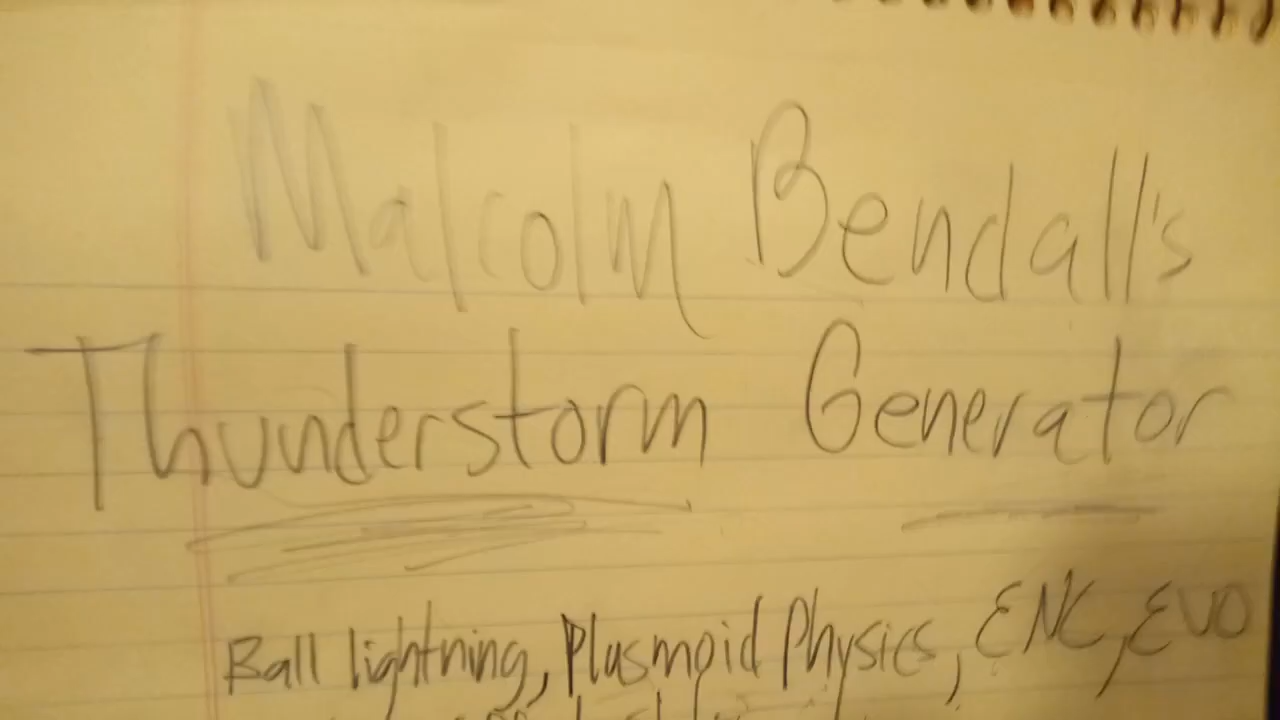 Malcolm Bendall's
Thunderstorm Generator
Ball lightning, Plasmoid Physics, ENC, EVO